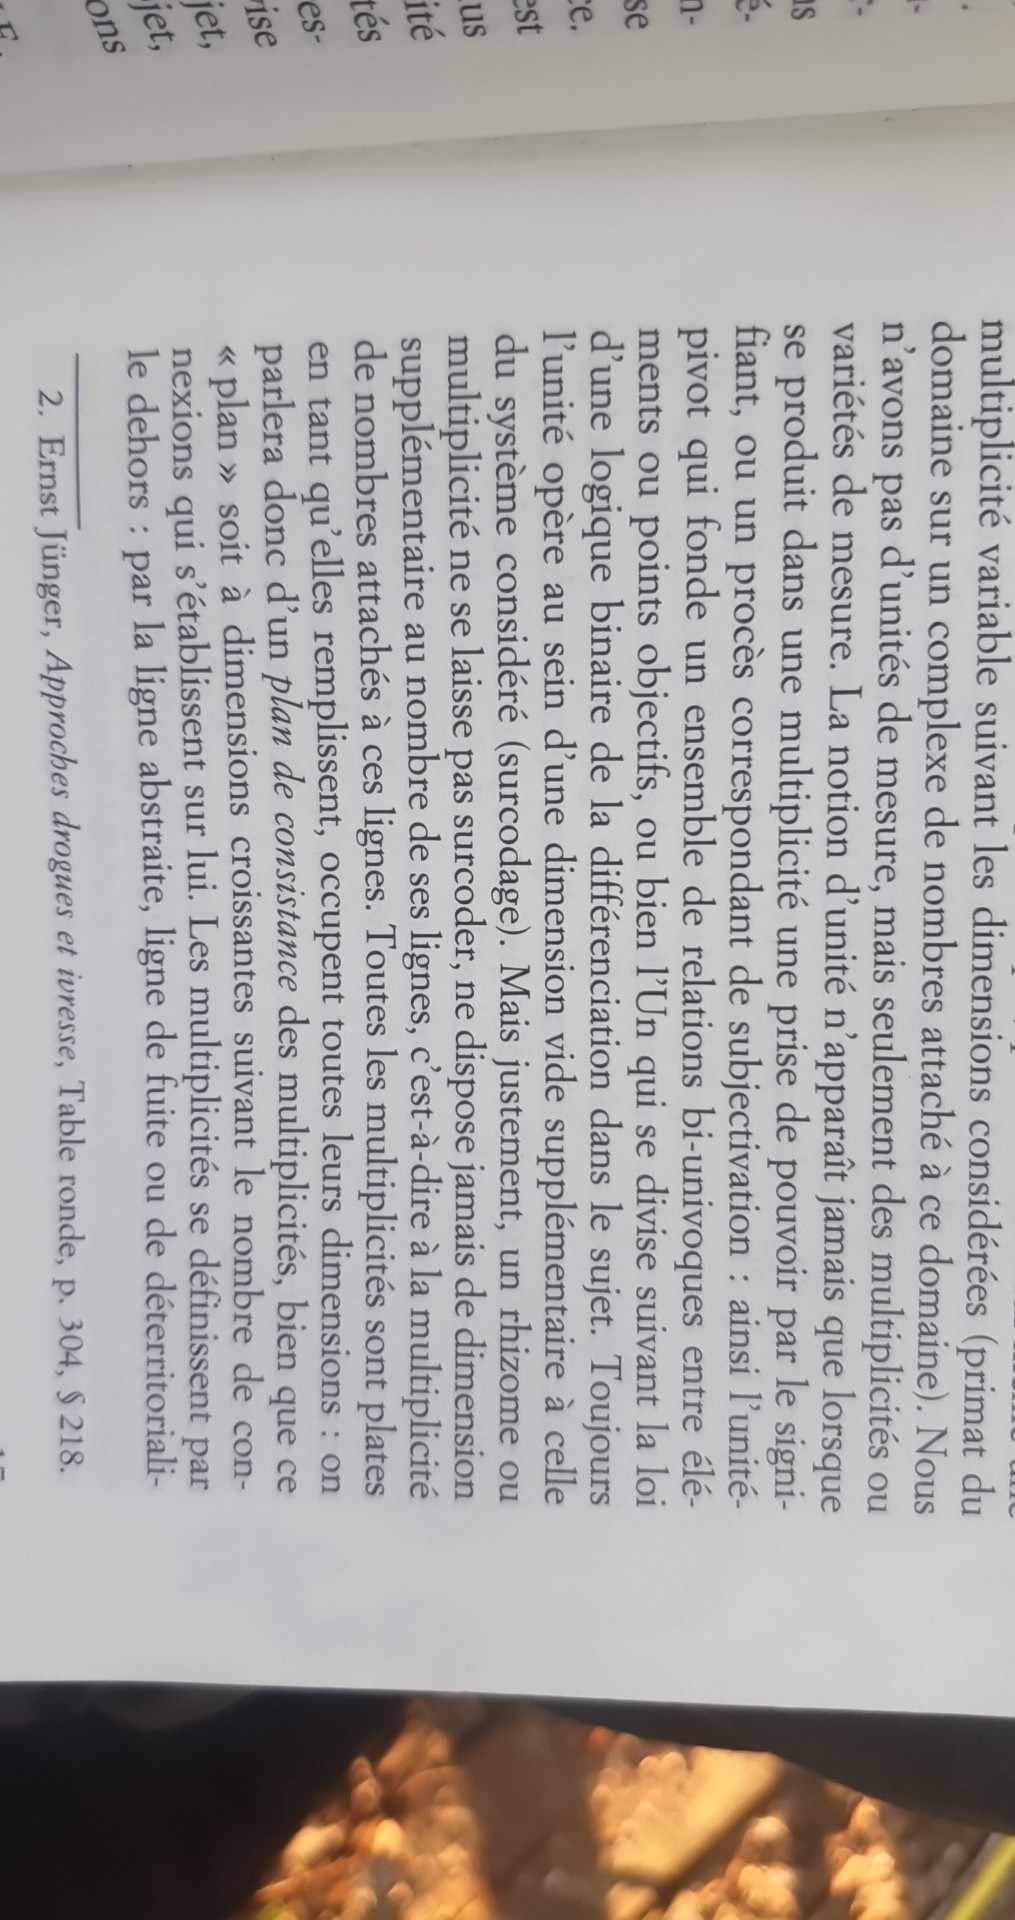 multiplicité variable suivant les dimensions considérées (primat du
domaine sur un complexe de nombres attaché à ce domaine). Nous
n'avons pas d'unités de mesure, mais seulement des multiplicités ou
variétés de mesure. La notion d'unité n'apparaît jamais que lorsque
se produit dans une multiplicité une prise de pouvoir par le signi-
fiant, ou un procès correspondant de subjectivation : ainsi l'unité-
pivot qui fonde un ensemble de relations bi-univoques entre élé-
ments ou points objectifs, ou bien l'Un qui se divise suivant la loi
d'une logique binaire de la différenciation dans le sujet. Toujours
l'unité opère au sein d'une dimension vide supplémentaire à celle
du système considéré (surcodage). Mais justement, un rhizome ou
multiplicité ne se laisse pas surcoder, ne dispose jamais de dimension
supplémentaire au nombre de ses lignes, c'est-à-dire à la multiplicité
de nombres attachés à ces lignes. Toutes les multiplicités sont plates
en tant qu'elles remplissent, occupent toutes leurs dimensions : on
parlera donc d'un plan de consistance des multiplicités, bien que ce
« plan » soit à dimensions croissantes suivant le nombre de con-
nexions qui s'établissent sur lui. Les multiplicités se définissent par
le dehors : par la ligne abstraite, ligne de fuite ou de déterritoriali-
2. Ernst Jünger, Approches drogues et ivresse, Table ronde, p. 304, § 218.